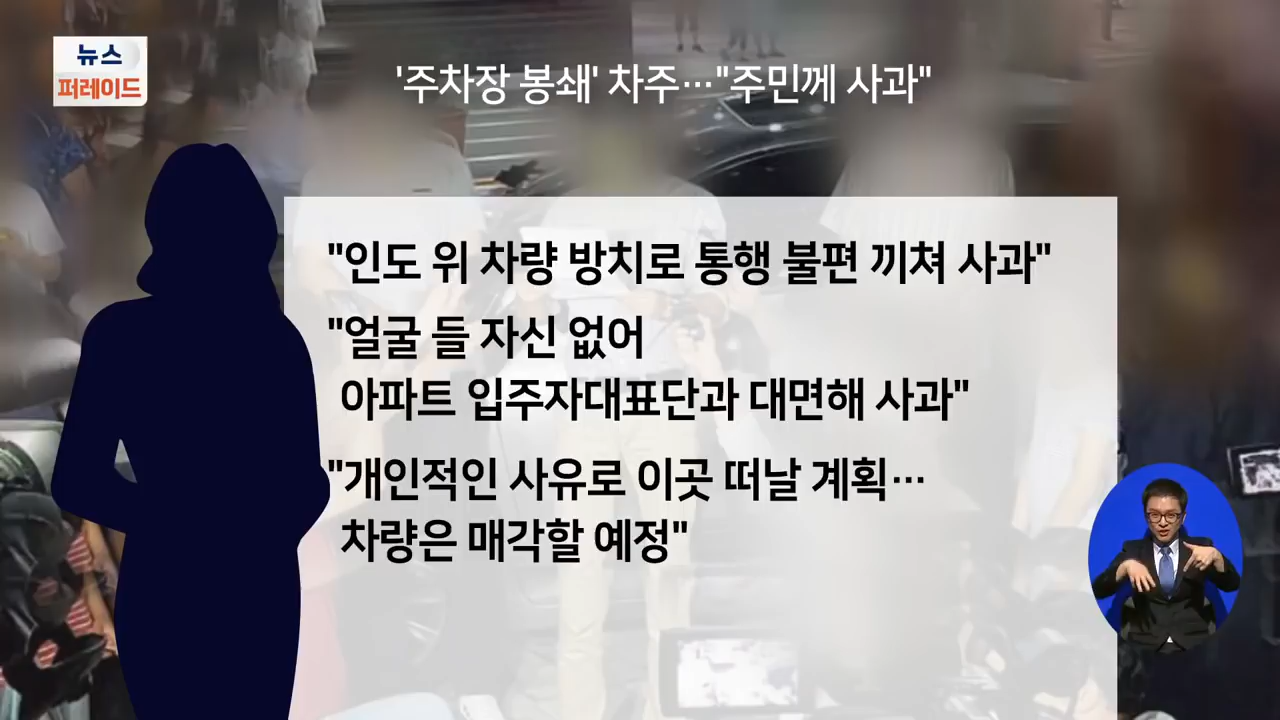 뉴스
퍼레이드
'주차장 봉쇄' 차주…"주민께 사과"
"인도 위 차량 방치로 통행 불편 끼쳐 사과"
"얼굴 들 자신 없어
아파트 입주자대표단과 대면해 사과"
"개인적인 사유로 이곳 떠날 계획…
차량은 매각할 예정"